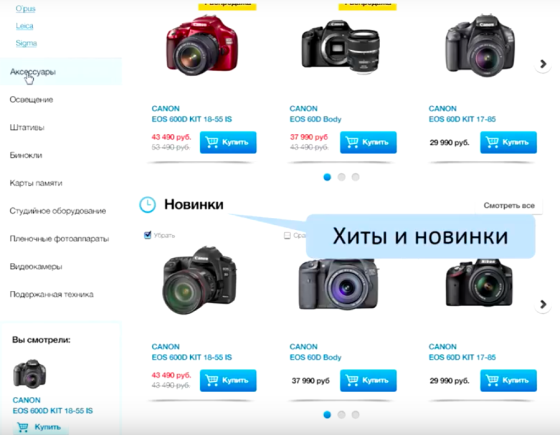 O'pus
Leica
Sigma
Аксессуары
Освещение
Штативы
Бинокли
Карты памяти
Студийное оборудование
Пленочные фотоаппараты
Видеокамеры
Подержанная техника
Вы смотрели:
CANON
EOS 600D KIT 18-55 IS
Купить
CANON
EOS 600D KIT 18-55 IS
43 490 руб.
53 490 руб.
Купить
CANON
EOS 60D Body
37 990 руб.
43 490 руб.
Купить
CANON
EOS 60D KIT 17-85
29 990 руб.
Купить
Новинки
Смотреть все
Хиты и новинки
Убрать
CANON
EOS 600D KIT 18-55 IS
43 490 руб.
43 490 руб.
Купить
CANON
EOS 60D Body
37 990 руб
Купить
CANON
EOS 60D KIT 17-85
29 990 руб.
Купить